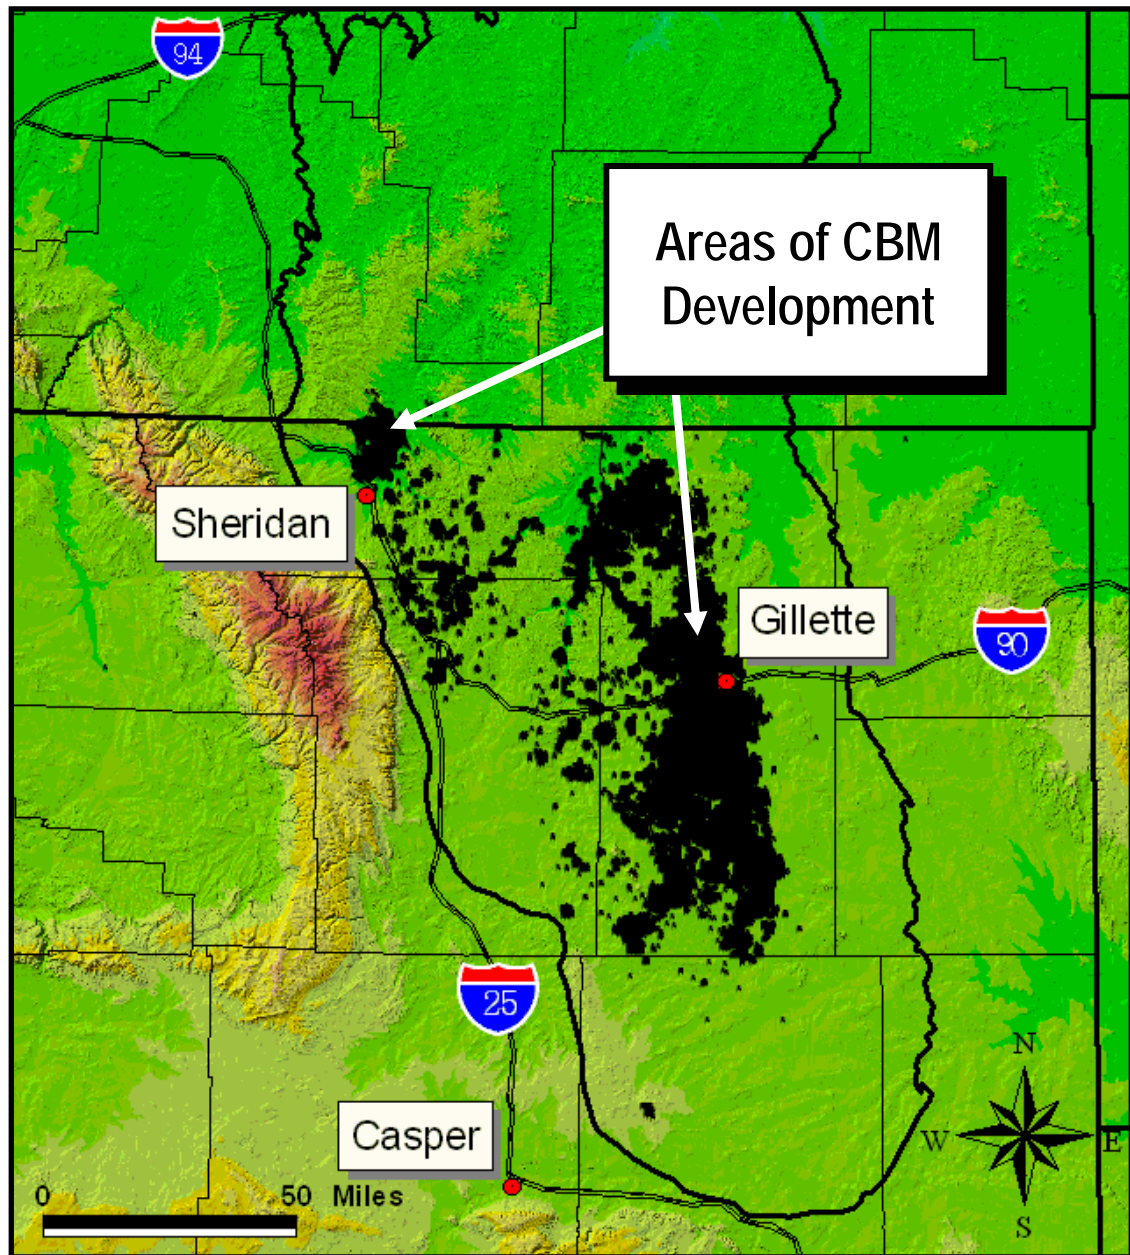 94
Areas of CBM
Development
Sheridan
Gillette
90
25
N
W
E
S
Casper
0
50 Miles